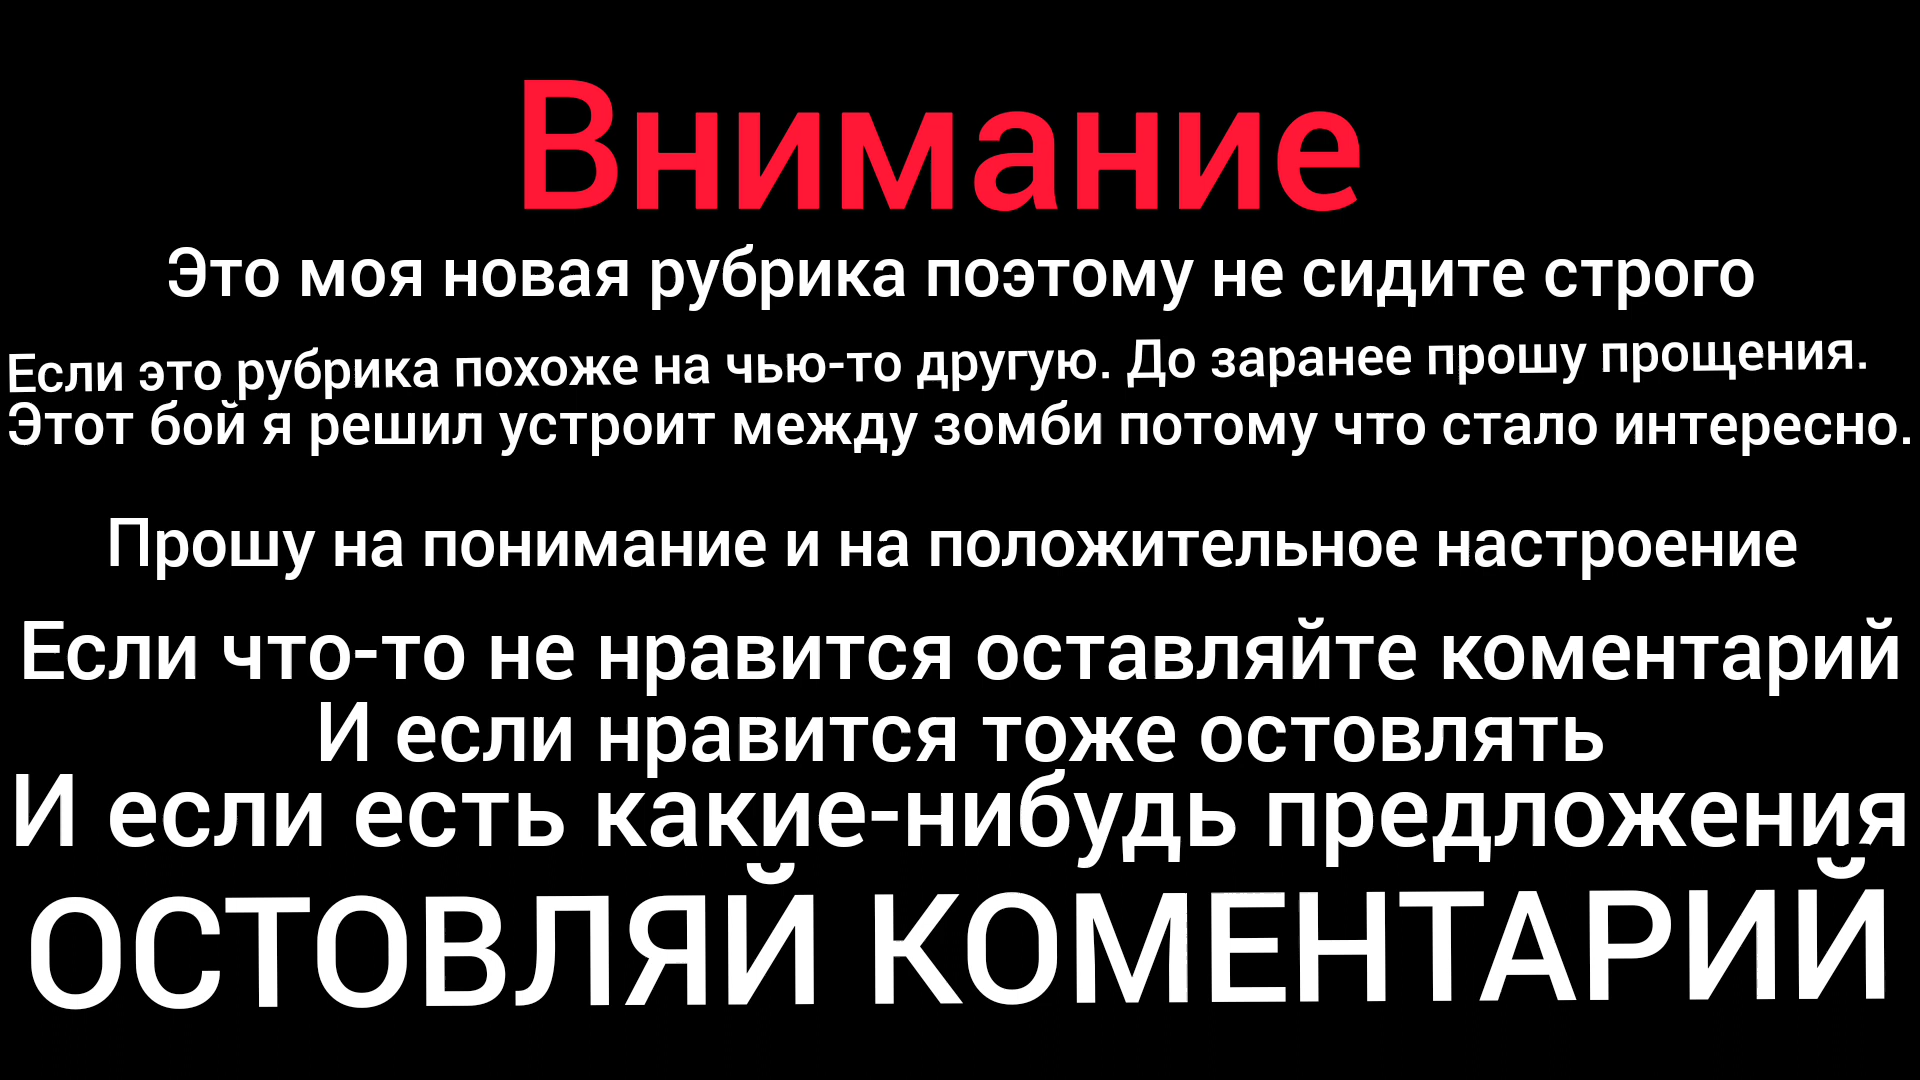 Внимание
Это моя новая рубрика поэтому не сидите строго
Если это рубрика похоже на чью-то другую. До заранее прошу прощения.
Этот бой я решил устроит между зомби потому что стало интересно.
Прошу на понимание и на положительное настроение
Если что-то не нравится оставляйте коментарий
И если нравится тоже остовлять
И если есть какие-нибудь предложения
ОСТОВЛЯЙ КОМЕНТАРИЙ